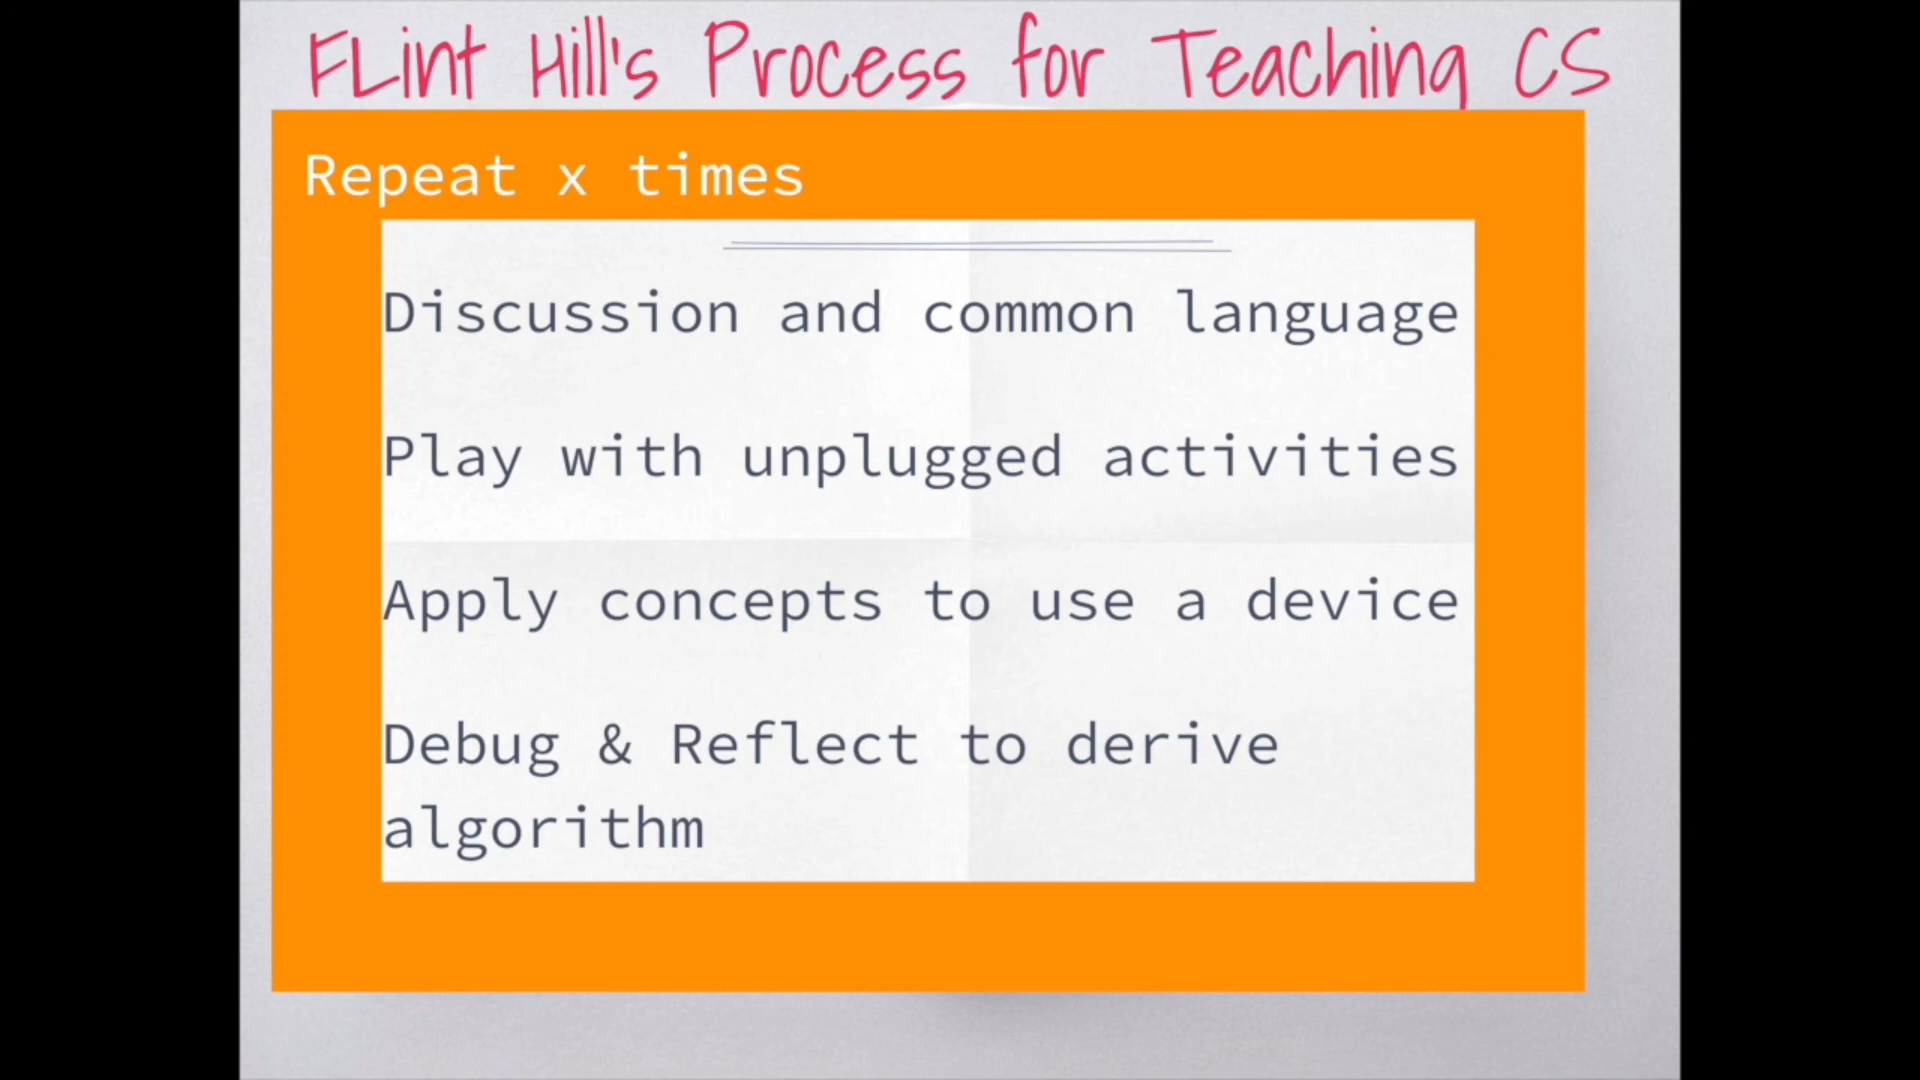 FLint Hill's Process for Teaching CS
Repeat x times
Discussion and common language
Play with unplugged activities
Apply concepts to use a device
Debug & Reflect to derive
algorithm